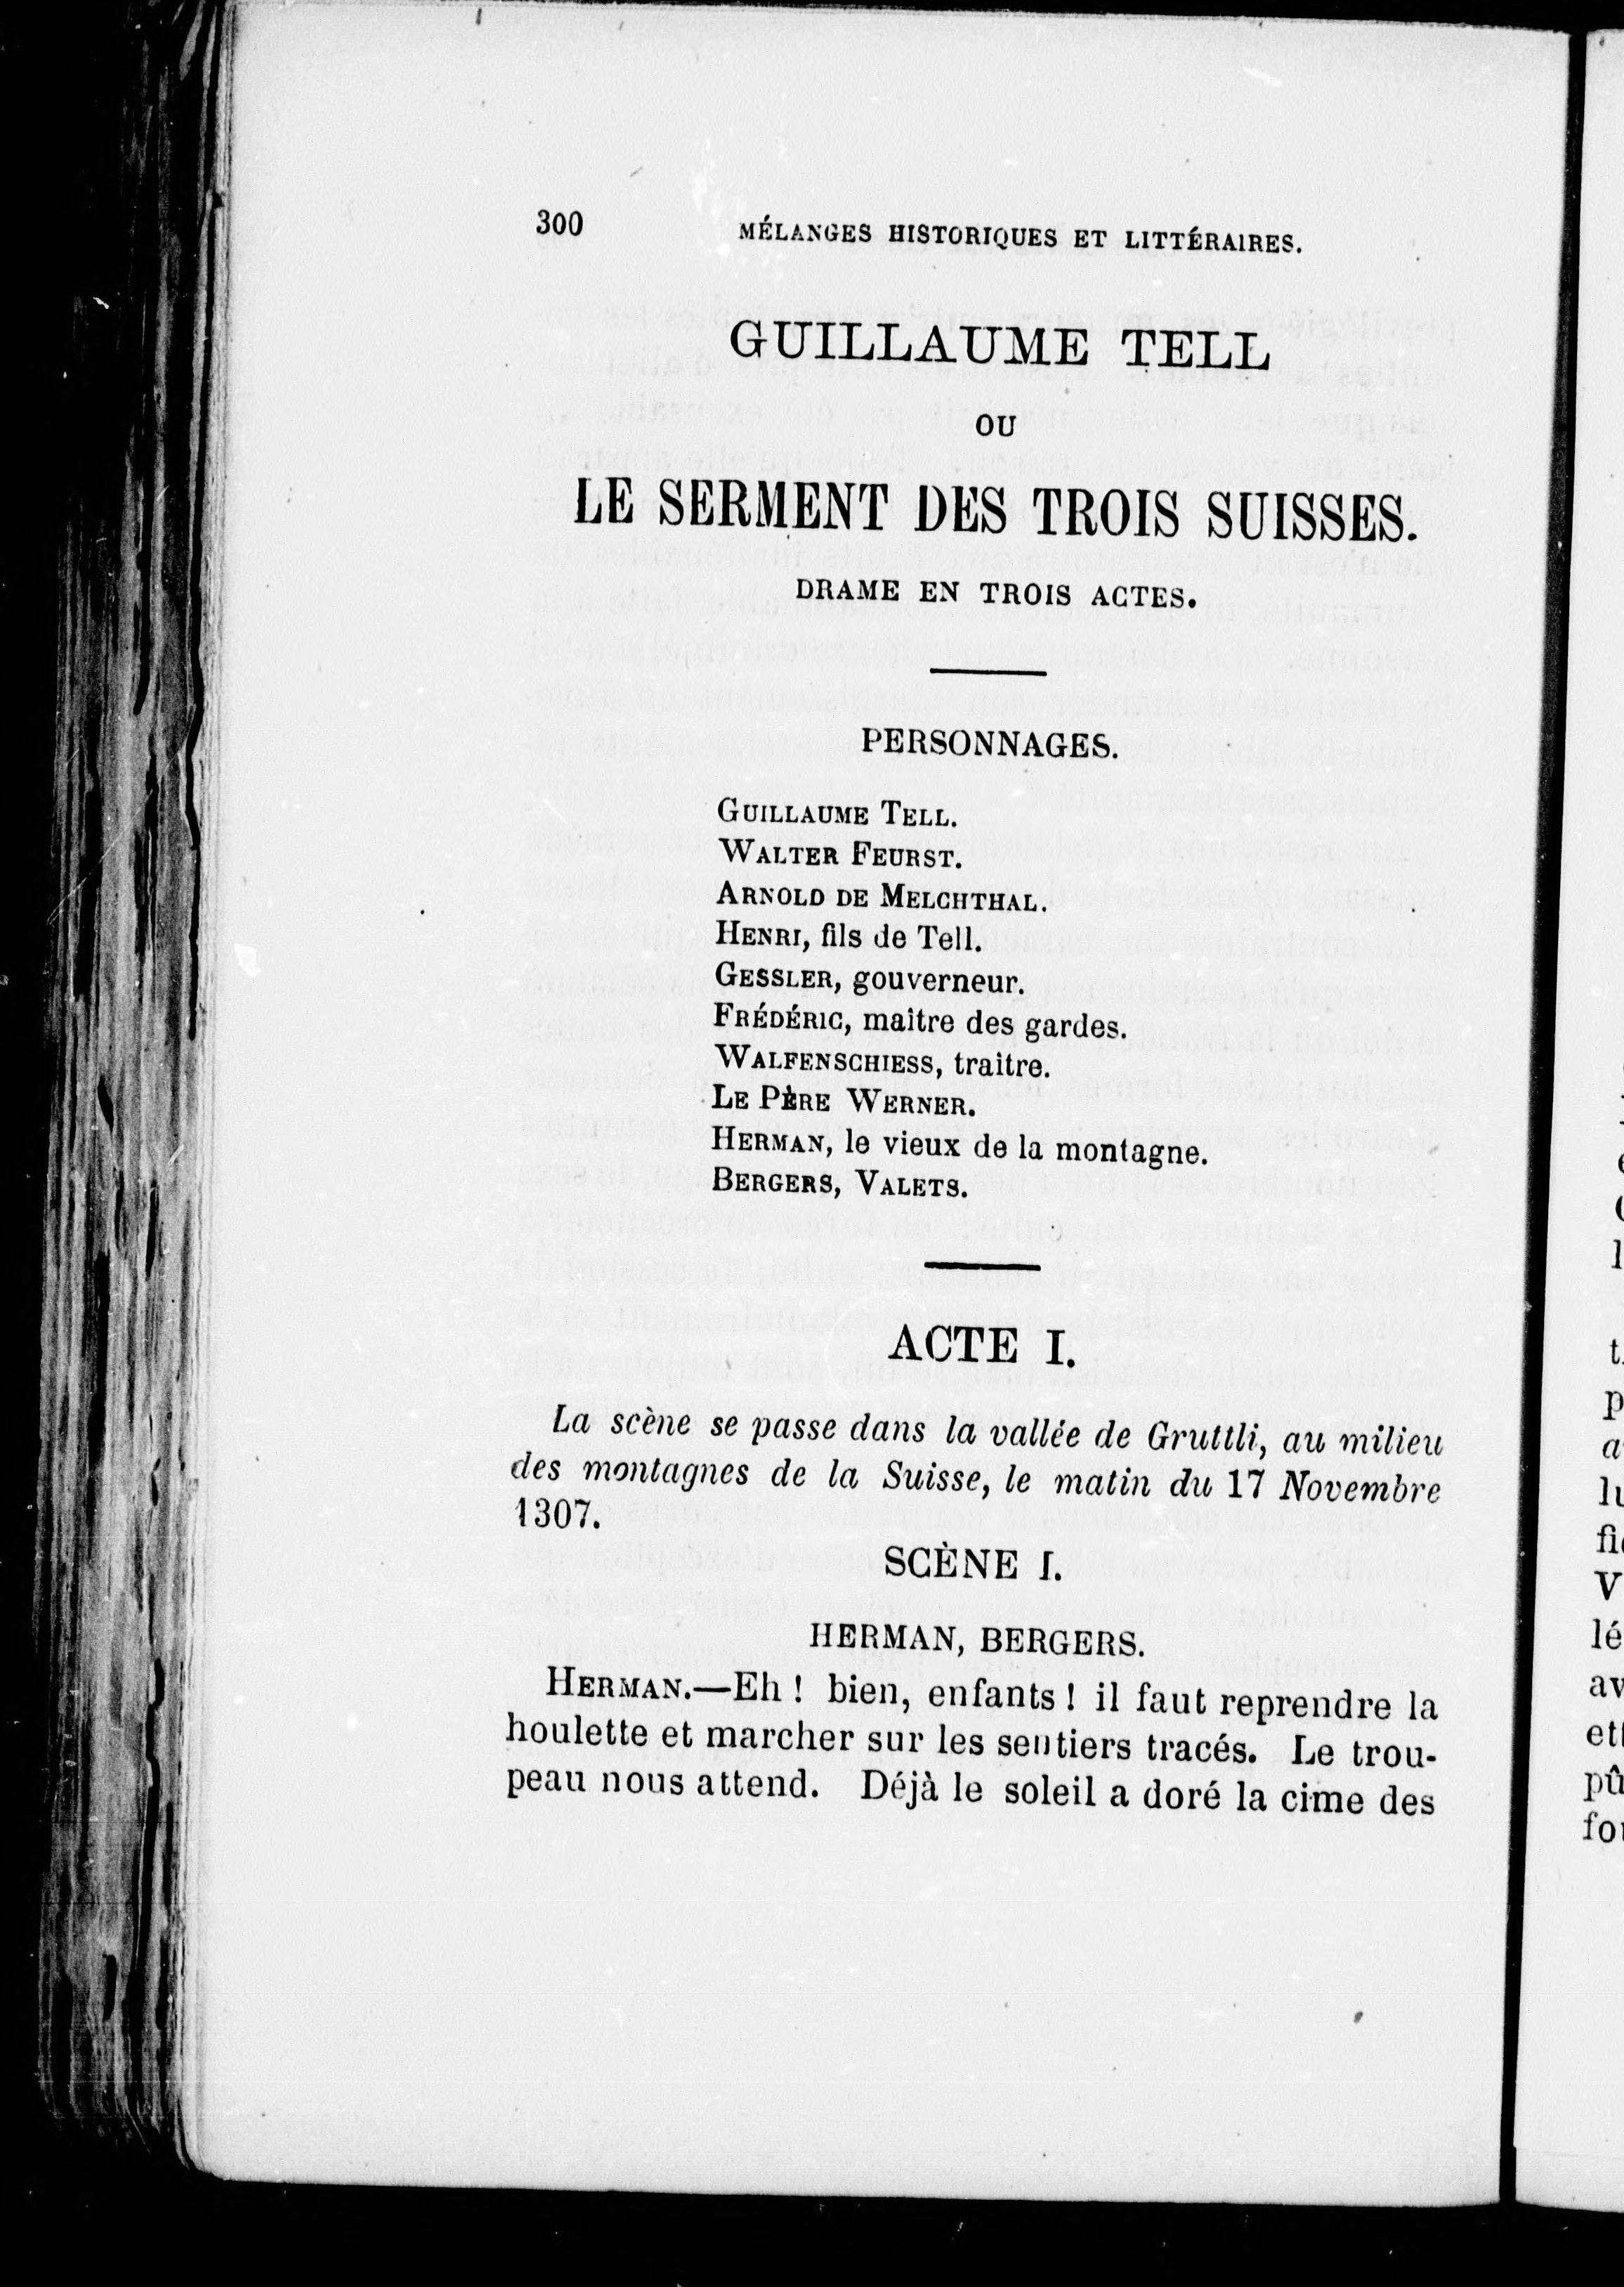 300 MÉLANGES HISTORIQUES ET LITTÉRAIRES.
GUILLAUME TELL
OU
LE SERMENT DES TROIS SUISSES.
DRAME EN TROIS ACTES.
PERSONNAGES.
GUILLAUME TELL.
WALTER FEURST.
ARNOLD DE MELCHTHAL.
HENRI, fils de Tell.
GESSLER, gouverneur.
FRÉDÉRIC, maître des gardes.
WALFENSCHIESS, traitre.
LE PÈRE WERNER.
HERMAN, le vieux de la montagne.
BERGERS, VALETS.
ACTE I.
La scène se passe dans la vallée de Gruttli, au milieu
des montagnes de la Suisse, le matin du 17 Novembre
1307.
SCÈNE I.
HERMAN, BERGERS.
HERMAN.—Eh ! bien, enfants ! il faut reprendre la
houlette et marcher sur les sentiers tracés. Le trou-
peau nous attend. Déjà le soleil a doré la cime des